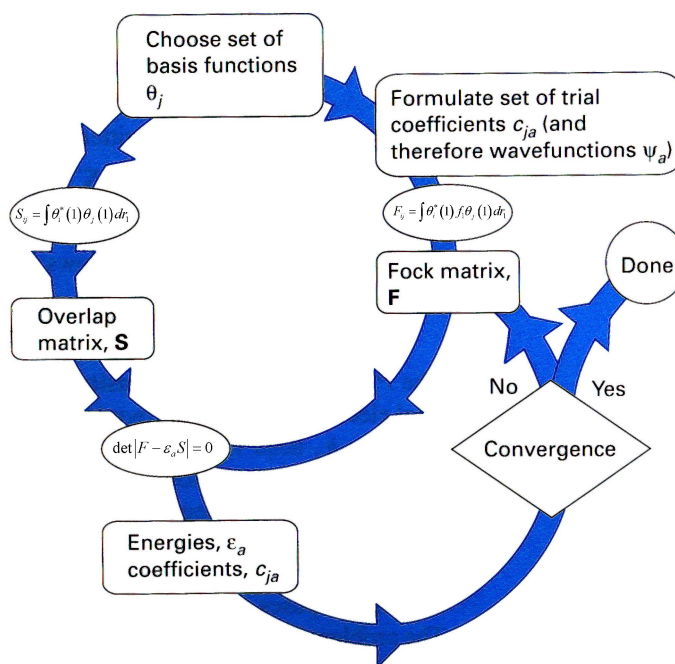 Choose set of
basis functions
θⱼ
Formulate set of trial
coefficients cⱼₐ (and
therefore wavefunctions ψₐ)
Sᵢⱼ = ∫θᵢ*(1)θⱼ(1)dr₁
Fᵢⱼ = ∫θᵢ*(1)f₁θⱼ(1)dr₁
Fock matrix,
F
Done
Overlap
matrix, S
No
Yes
det|F − εₐS| = 0
Convergence
Energies, εₐ
coefficients, cⱼₐ